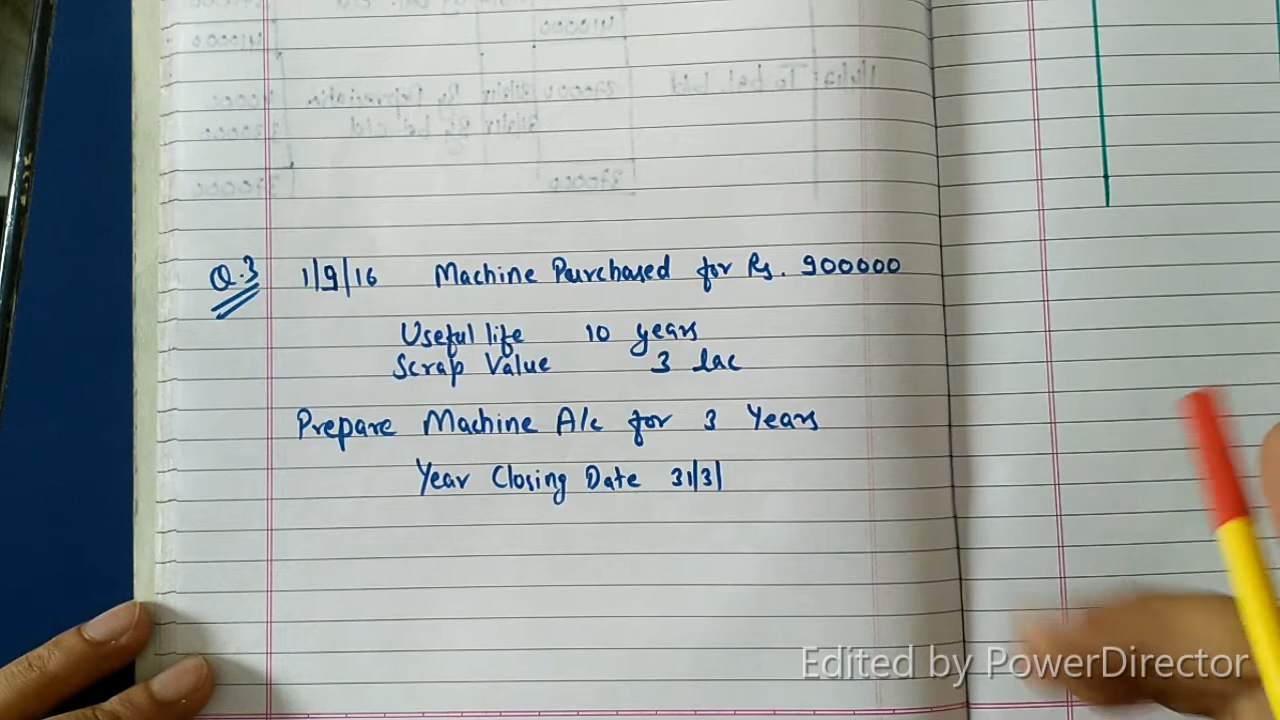 Q.3 1/9/16 Machine Purchased for Rs. 900000
Useful life 10 years
Scrap Value 3 lac
Prepare Machine A/c for 3 Years
Year Closing Date 31/3/
Edited by PowerDirector